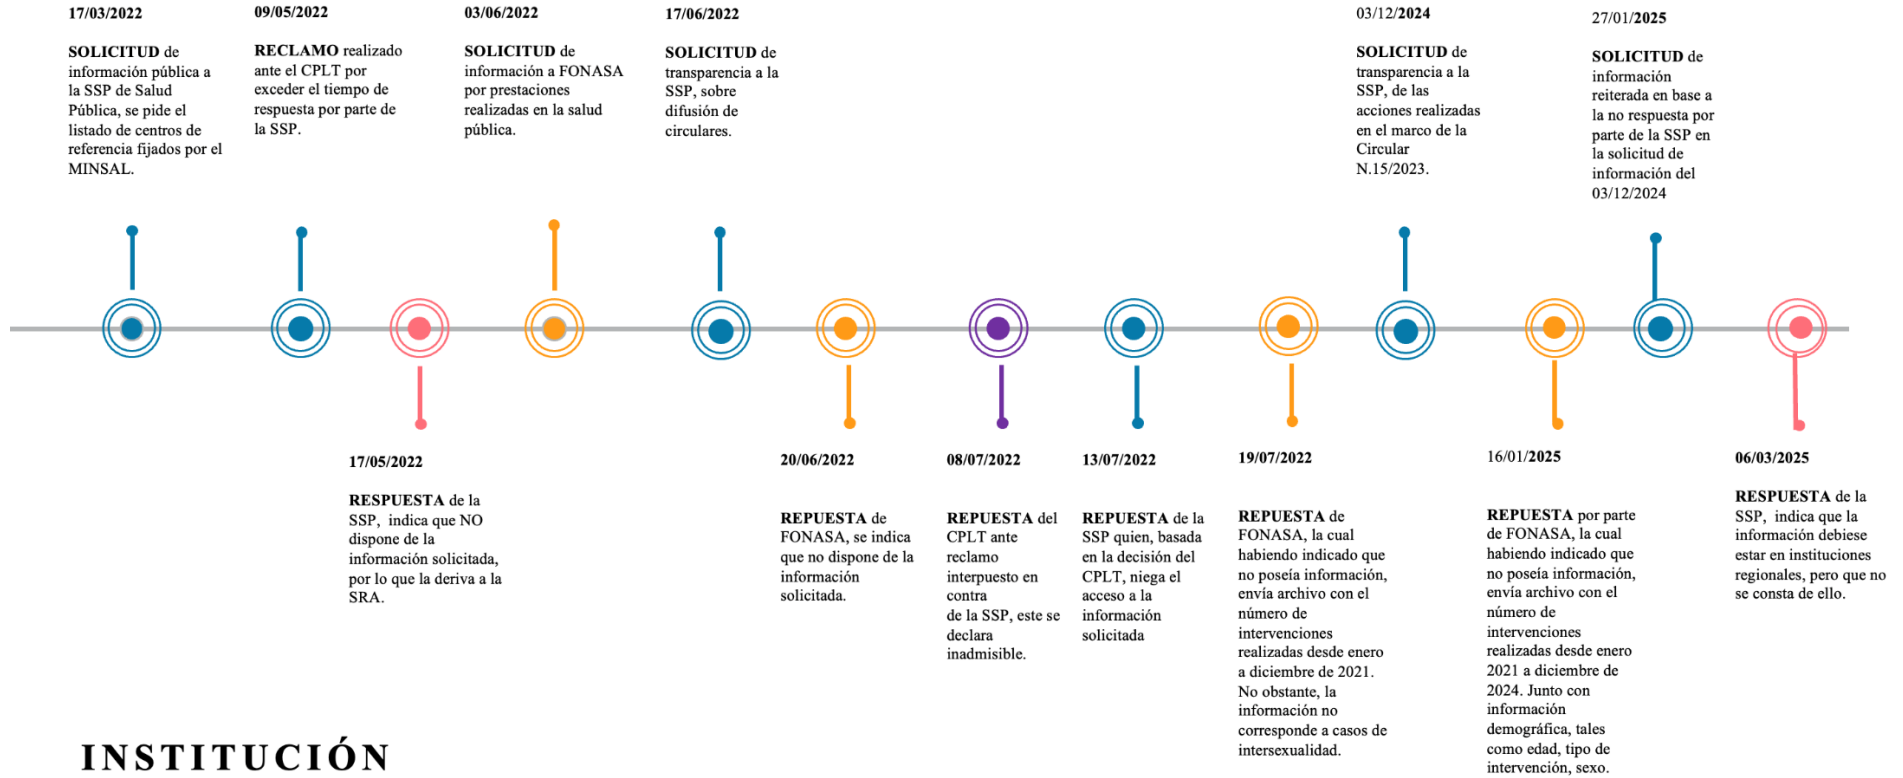 17/03/2022
SOLICITUD de
información pública a
la SSP de Salud
Pública, se pide el
listado de centros de
referencia fijados por el
MINSAL.
09/05/2022
RECLAMO realizado
ante el CPLT por
exceder el tiempo de
respuesta por parte de
la SSP.
03/06/2022
SOLICITUD de
información a FONASA
por prestaciones
realizadas en la salud
pública.
17/06/2022
SOLICITUD de
transparencia a la
SSP, sobre
difusión de
circulares.
03/12/2024
SOLICITUD de
transparencia a la
SSP, de las
acciones realizadas
en el marco de la
Circular
N.15/2023.
27/01/2025
SOLICITUD de
información
reiterada en base a
la no respuesta por
parte de la SSP en
la solicitud de
información del
03/12/2024
17/05/2022
RESPUESTA de la
SSP, indica que NO
dispone de la
información solicitada,
por lo que la deriva a la
SRA.
20/06/2022
REPUESTA de
FONASA, se indica
que no dispone de la
información
solicitada.
08/07/2022
REPUESTA del
CPLT ante
reclamo
interpuesto en
contra
de la SSP, este se
declara
inadmisible.
13/07/2022
REPUESTA de la
SSP quien, basada
en la decisión del
CPLT, niega el
acceso a la
información
solicitada
19/07/2022
REPUESTA de
FONASA, la cual
habiendo indicado que
no poseía información,
envía archivo con el
número de
intervenciones
realizadas desde enero
a diciembre de 2021.
No obstante, la
información no
corresponde a casos de
intersexualidad.
16/01/2025
REPUESTA por parte
de FONASA, la cual
habiendo indicado que
no poseía información,
envía archivo con el
número de
intervenciones
realizadas desde enero
2021 a diciembre de
2024. Junto con
información
demográfica, tales
como edad, tipo de
intervención, sexo.
06/03/2025
RESPUESTA de la
SSP, indica que la
información debiese
estar en instituciones
regionales, pero que no
se consta de ello.
INSTITUCIÓN